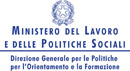 MINISTERO DEL LAVORO
E DELLE POLITICHE SOCIALI
Direzione Generale per le Politiche
per l'Orientamento e la Formazione